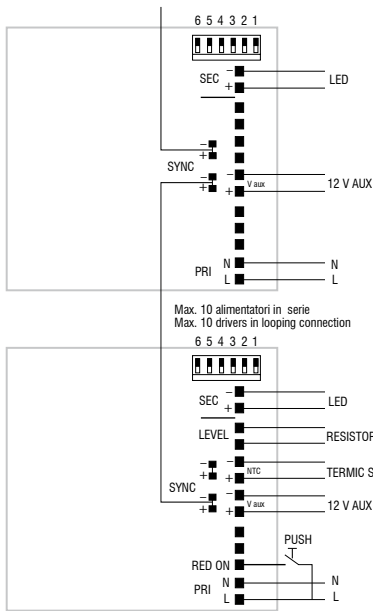 6 5 4 3 2 1
SEC - +
LED
SYNC - +
- +
- + V aux
12 V AUX
PRI N L
N
L
Max. 10 alimentatori in serie
Max. 10 drivers in looping connection
6 5 4 3 2 1
SEC - +
LED
LEVEL
RESISTOR
SYNC - +
- + NTC
TERMIC S
- +
- + V aux
12 V AUX
PUSH
RED ON
PRI N L
N
L